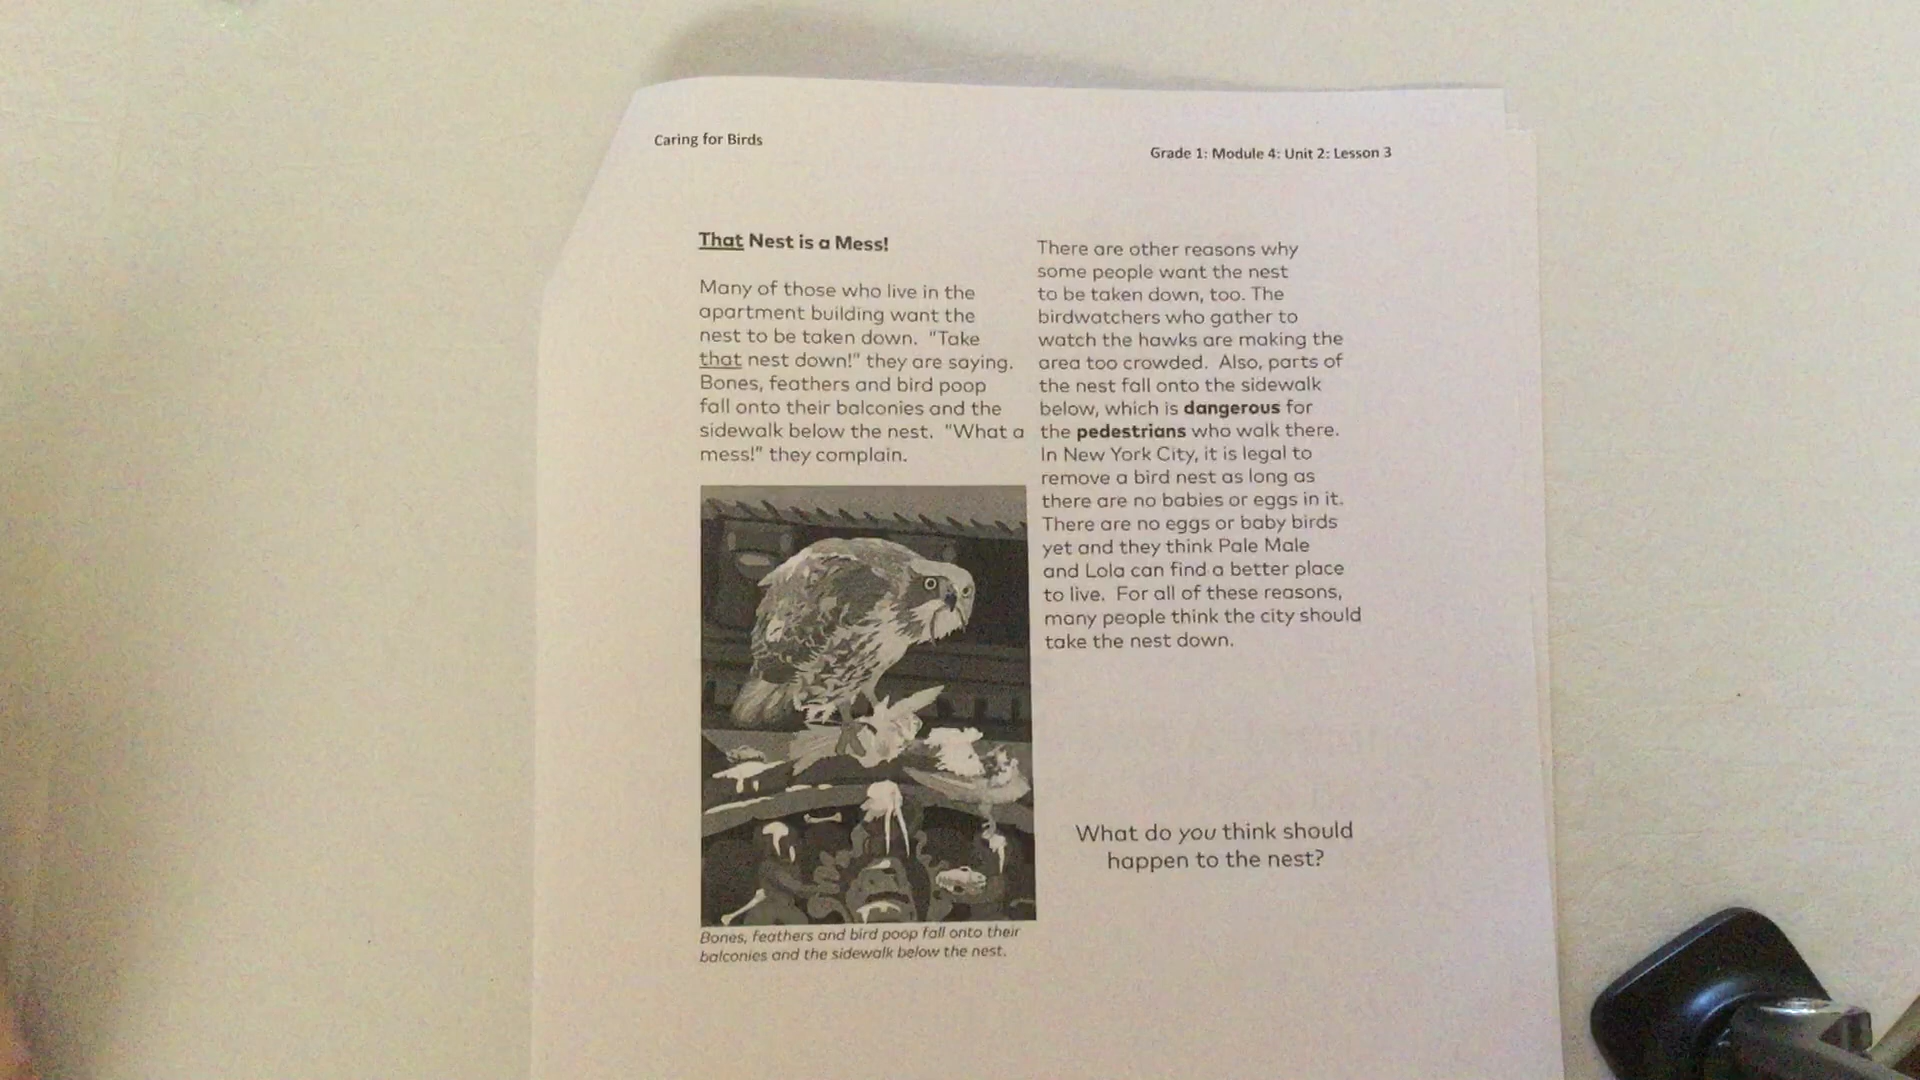 Caring for Birds
Grade 1: Module 4: Unit 2: Lesson 3
That Nest is a Mess!
Many of those who live in the
apartment building want the
nest to be taken down. "Take
that nest down!" they are saying.
Bones, feathers and bird poop
fall onto their balconies and the
sidewalk below the nest. "What a
mess!" they complain.
Bones, feathers and bird poop fall onto their
balconies and the sidewalk below the nest.
There are other reasons why
some people want the nest
to be taken down, too. The
birdwatchers who gather to
watch the hawks are making the
area too crowded. Also, parts of
the nest fall onto the sidewalk
below, which is dangerous for
the pedestrians who walk there.
In New York City, it is legal to
remove a bird nest as long as
there are no babies or eggs in it.
There are no eggs or baby birds
yet and they think Pale Male
and Lola can find a better place
to live. For all of these reasons,
many people think the city should
take the nest down.
What do you think should
happen to the nest?